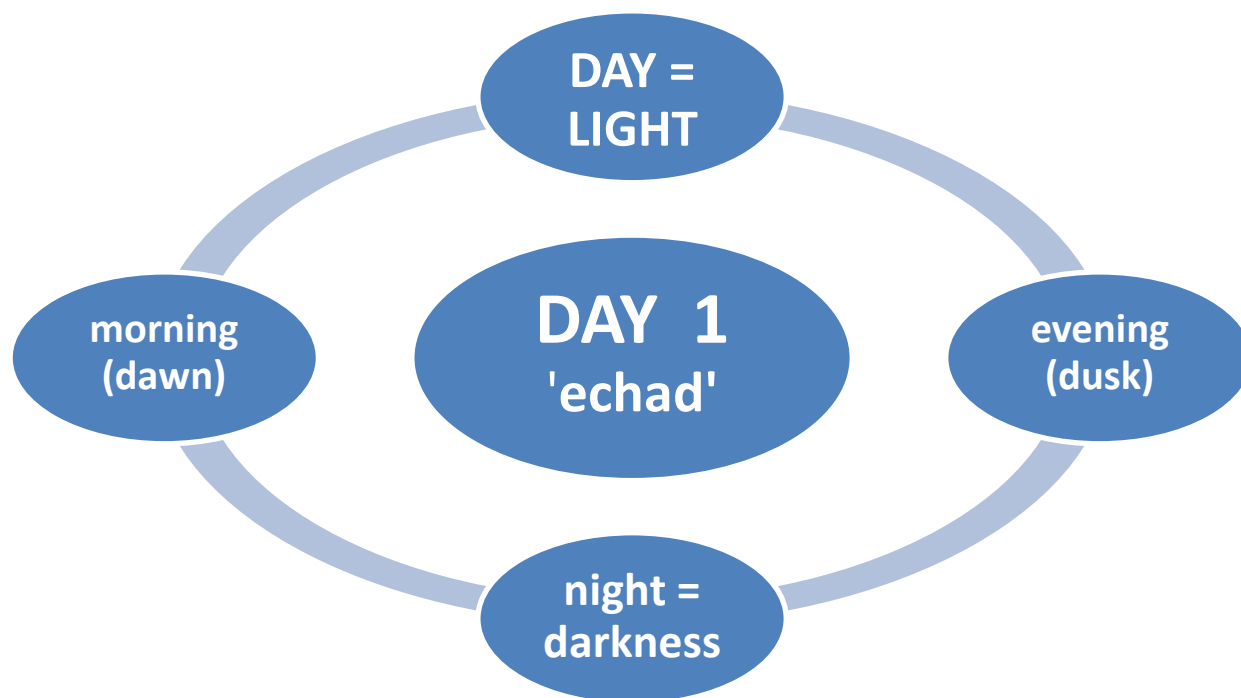 DAY =
LIGHT
morning
(dawn)
DAY 1
'echad'
evening
(dusk)
night =
darkness